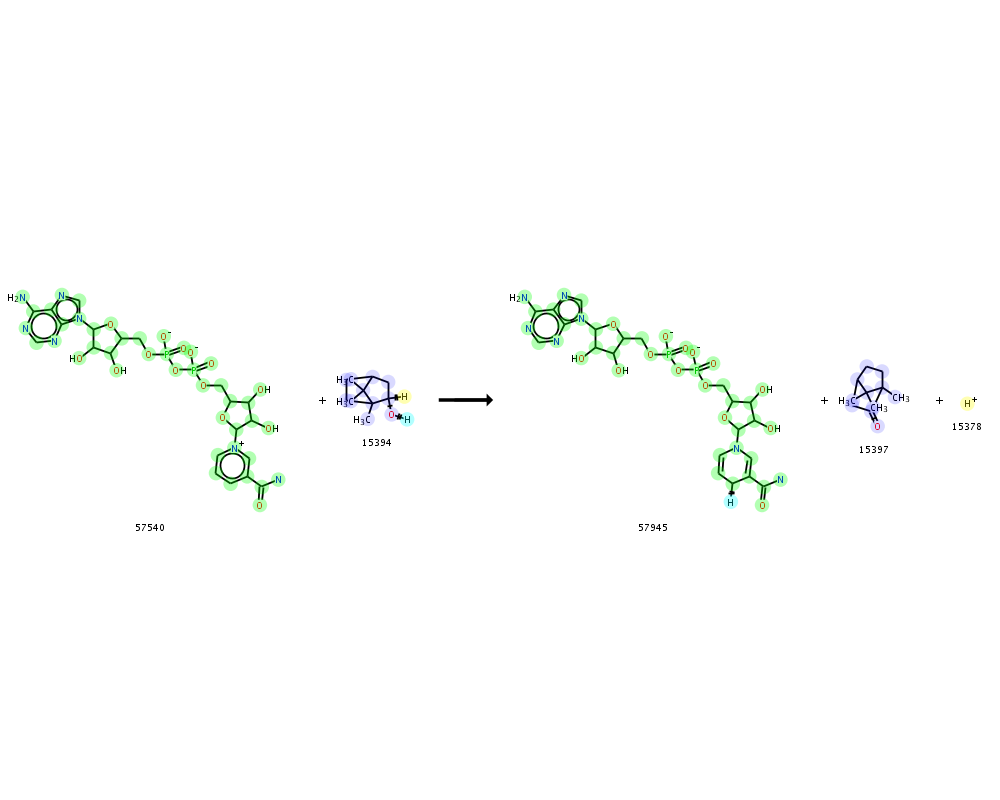 H₂N N N N N O HO OH O P O⁻ O O⁻ P O O O OH OH O N⁺ N O
+
H₃C H₃C H₃C H O H
15394
57540
H₂N N N N N O HO OH O P O⁻ O O⁻ P O O O OH OH O N H N O
57945
+
H₃C CH₃ CH₃ O
15397
+
H⁺
15378